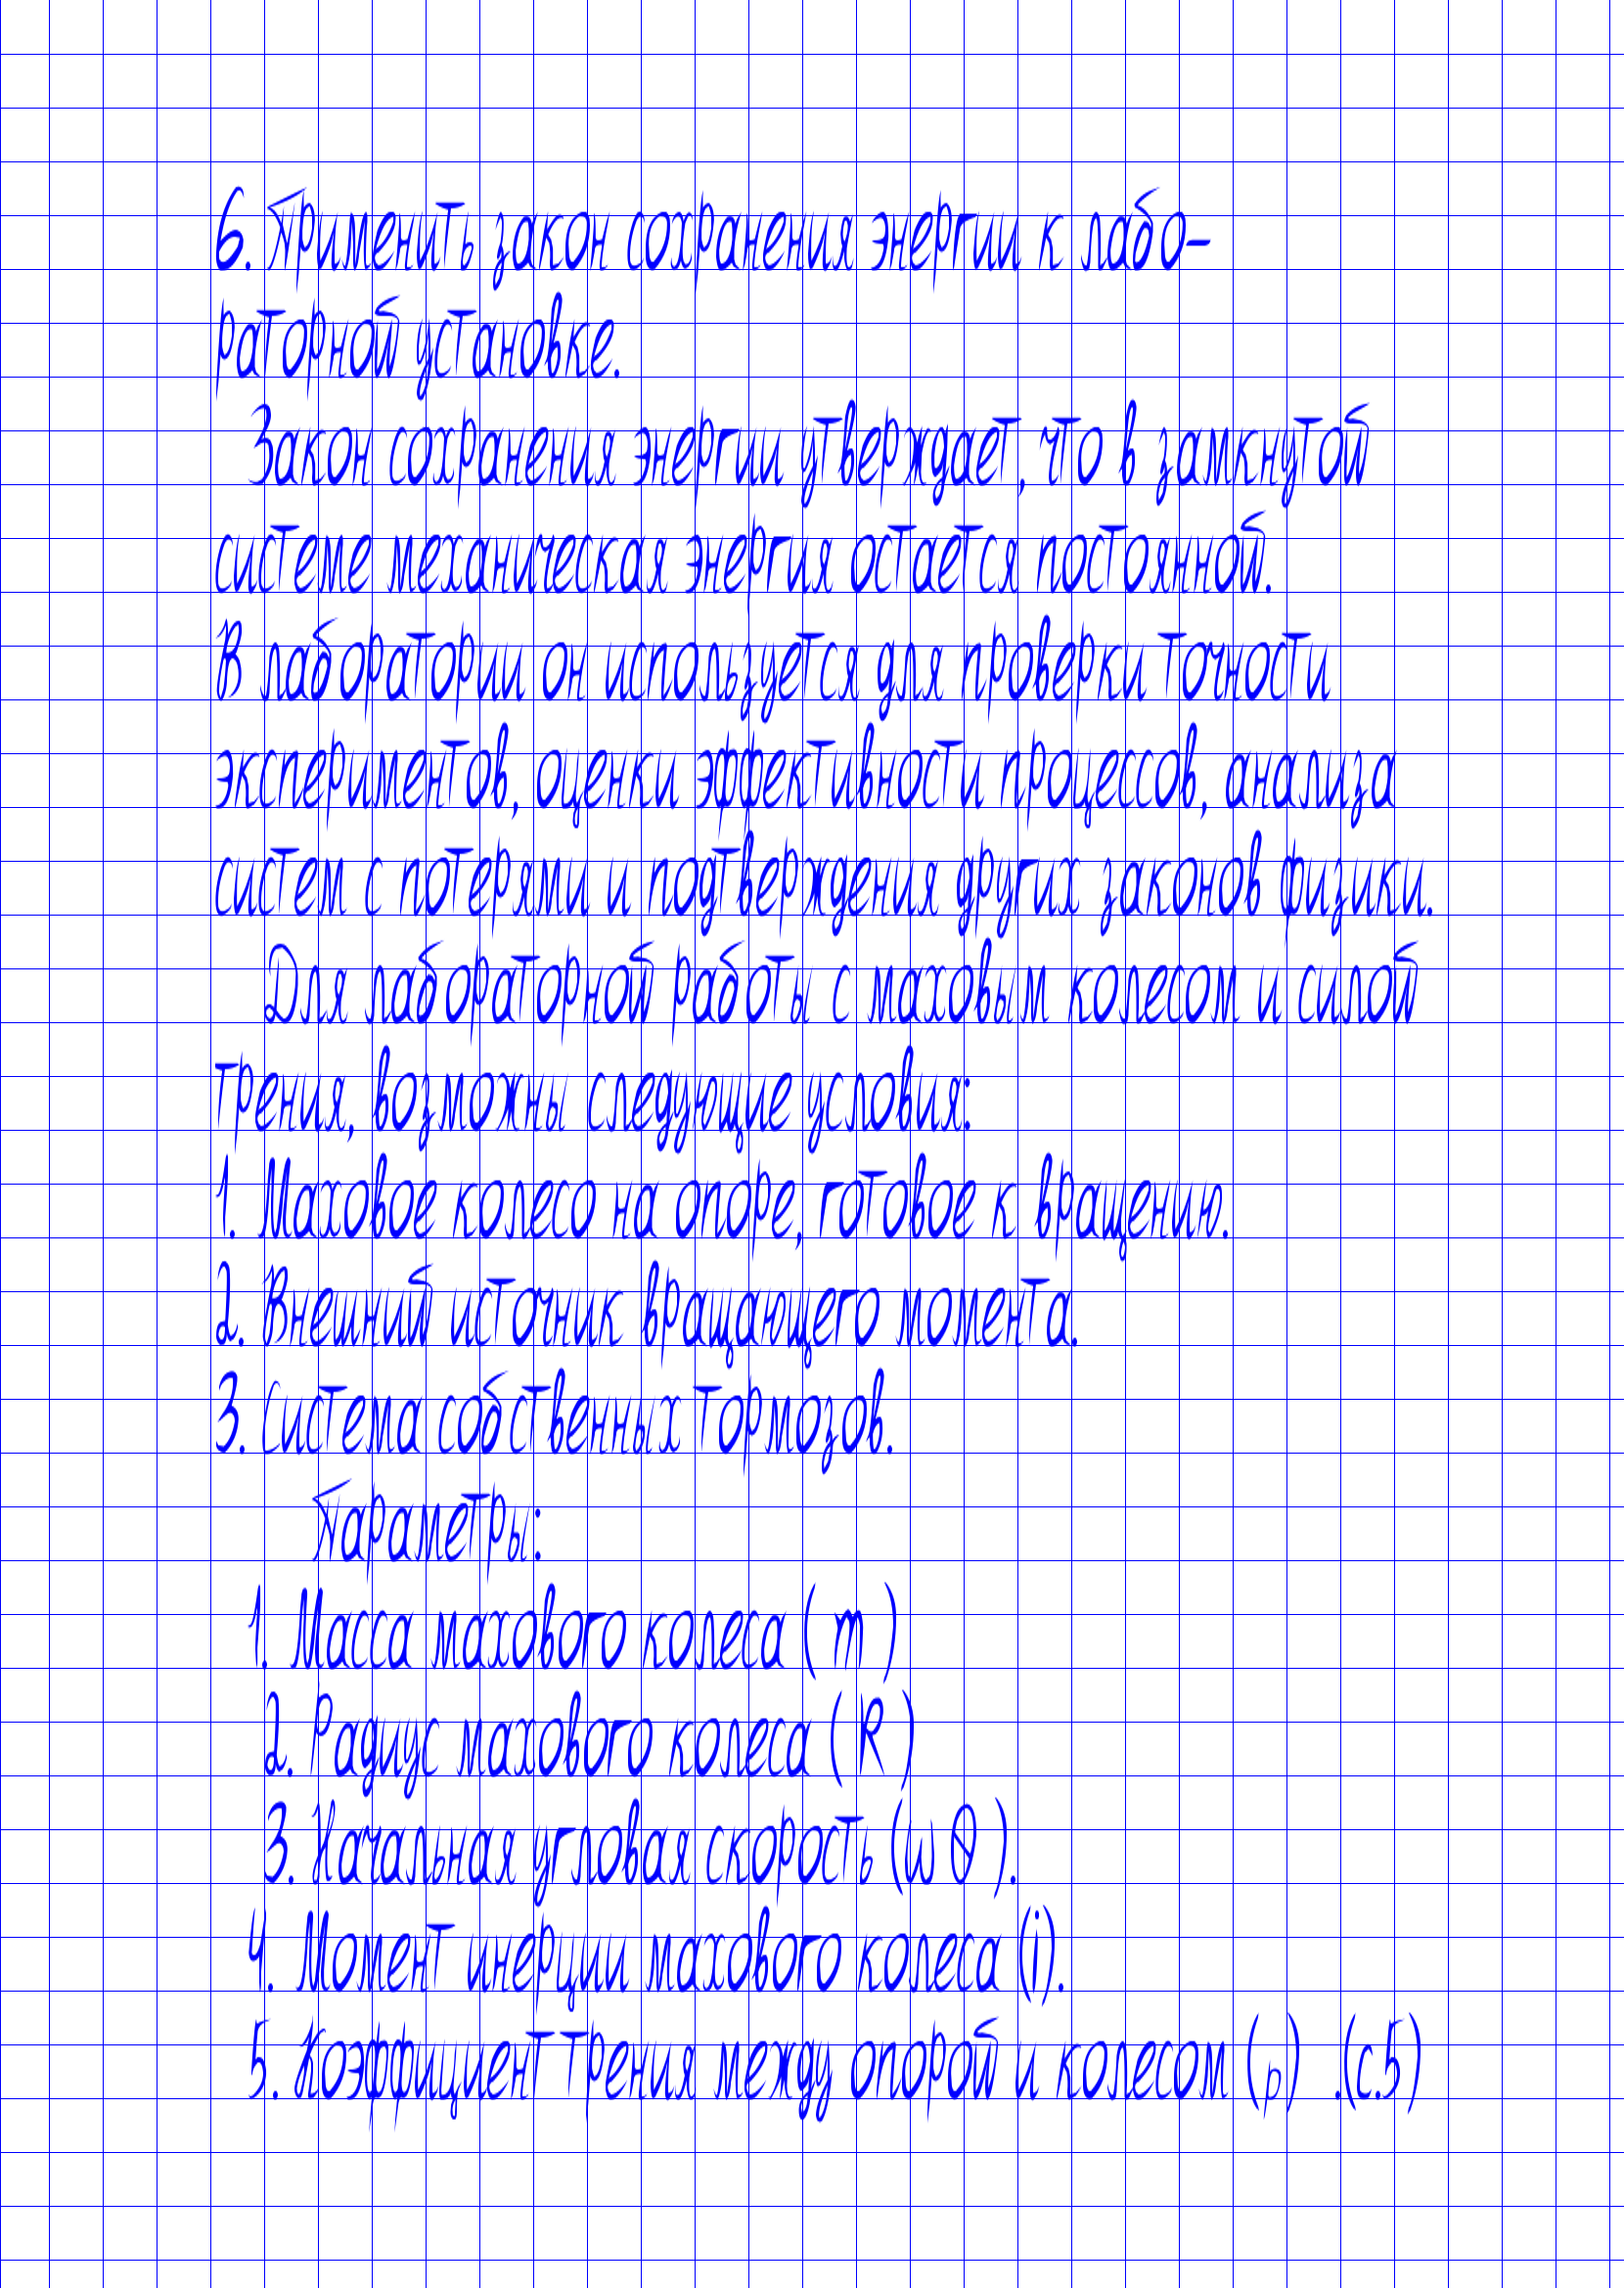 6. Применить закон сохранения энергии к лабо-
раторной установке.
Закон сохранения энергии утверждает, что в замкнутой
системе механическая энергия остается постоянной.
В лаборатории он используется для проверки точности
экспериментов, оценки эффективности процессов, анализа
систем с потерями и подтверждения других законов физики.
Для лабораторной работы с маховым колесом и силой
трения, возможны следующие условия:
1. Маховое колесо на опоре, готовое к вращению.
2. Внешний источник вращающего момента.
3. Система собственных тормозов.
Параметры:
1. Масса махового колеса ( m )
2. Радиус махового колеса ( R )
3. Начальная угловая скорость (ω 0 ).
4. Момент инерции махового колеса (i).
5. Коэффициент трения между опорой и колесом (р) .(с.5)